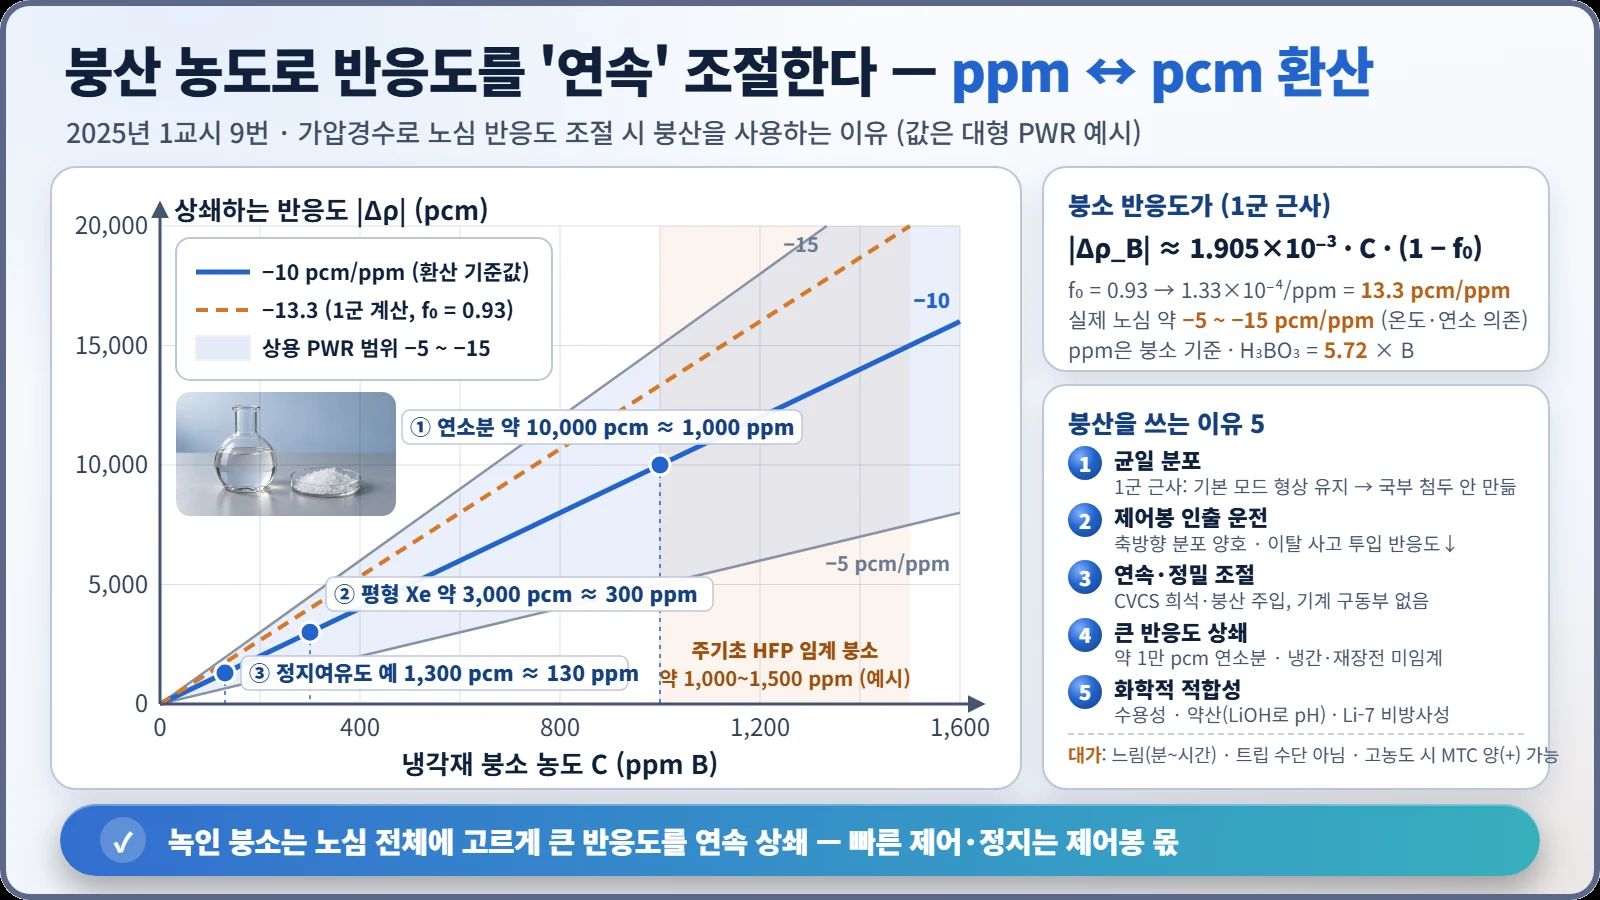 붕산 농도로 반응도를 '연속' 조절한다 — ppm ↔ pcm 환산
2025년 1교시 9번 · 가압경수로 노심 반응도 조절 시 붕산을 사용하는 이유 (값은 대형 PWR 예시)
상쇄하는 반응도 |Δρ| (pcm)
20,000
15,000
10,000
5,000
0
−10 pcm/ppm (환산 기준값)
−13.3 (1군 계산, f₀ = 0.93)
상용 PWR 범위 −5 ~ −15
−15
−10
① 연소분 약 10,000 pcm ≈ 1,000 ppm
−5 pcm/ppm
② 평형 Xe 약 3,000 pcm ≈ 300 ppm
③ 정지여유도 예 1,300 pcm ≈ 130 ppm
주기초 HFP 임계 붕소
약 1,000~1,500 ppm (예시)
0 400 800 1,200 1,600
냉각재 붕소 농도 C (ppm B)
붕소 반응도가 (1군 근사)
|Δρ_B| ≈ 1.905×10⁻³ · C · (1 − f₀)
f₀ = 0.93 → 1.33×10⁻⁴/ppm = 13.3 pcm/ppm
실제 노심 약 −5 ~ −15 pcm/ppm (온도·연소 의존)
ppm은 붕소 기준 · H₃BO₃ = 5.72 × B
붕산을 쓰는 이유 5
1 균일 분포
1군 근사: 기본 모드 형상 유지 → 국부 첨두 안 만듦
2 제어봉 인출 운전
축방향 분포 양호 · 이탈 사고 투입 반응도↓
3 연속·정밀 조절
CVCS 희석·붕산 주입, 기계 구동부 없음
4 큰 반응도 상쇄
약 1만 pcm 연소분 · 냉간·재장전 미임계
5 화학적 적합성
수용성 · 약산(LiOH로 pH) · Li-7 비방사성
대가: 느림(분~시간) · 트립 수단 아님 · 고농도 시 MTC 양(+) 가능
✓ 녹인 붕소는 노심 전체에 고르게 큰 반응도를 연속 상쇄 — 빠른 제어·정지는 제어봉 몫